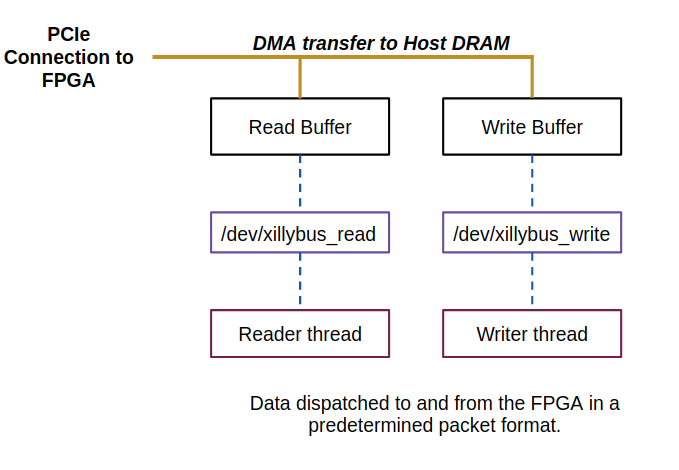 PCIe
Connection to
FPGA
DMA transfer to Host DRAM
Read Buffer
Write Buffer
/dev/xillybus_read
/dev/xillybus_write
Reader thread
Writer thread
Data dispatched to and from the FPGA in a
predetermined packet format.